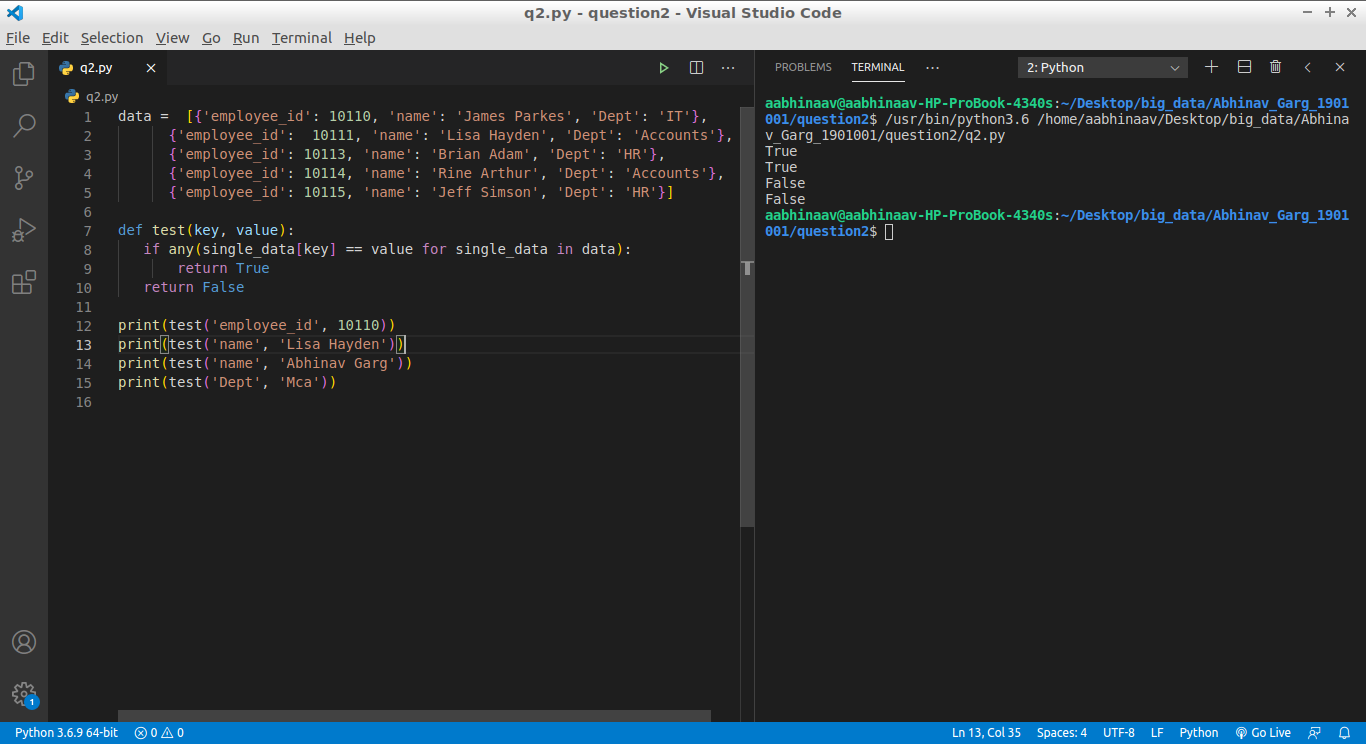 q2.py - question2 - Visual Studio Code
File Edit Selection View Go Run Terminal Help
q2.py
q2.py
1 data =  [{'employee_id': 10110, 'name': 'James Parkes', 'Dept': 'IT'},
2       {'employee_id':  10111, 'name': 'Lisa Hayden', 'Dept': 'Accounts'},
3       {'employee_id': 10113, 'name': 'Brian Adam', 'Dept': 'HR'},
4       {'employee_id': 10114, 'name': 'Rine Arthur', 'Dept': 'Accounts'},
5       {'employee_id': 10115, 'name': 'Jeff Simson', 'Dept': 'HR'}]
6
7 def test(key, value):
8    if any(single_data[key] == value for single_data in data):
9        return True
10    return False
11
12 print(test('employee_id', 10110))
13 print(test('name', 'Lisa Hayden'))
14 print(test('name', 'Abhinav Garg'))
15 print(test('Dept', 'Mca'))
16
PROBLEMS TERMINAL ··· 2: Python
aabhinaav@aabhinaav-HP-ProBook-4340s:~/Desktop/big_data/Abhinav_Garg_1901
001/question2$ /usr/bin/python3.6 /home/aabhinaav/Desktop/big_data/Abhina
v_Garg_1901001/question2/q2.py
True
True
False
False
aabhinaav@aabhinaav-HP-ProBook-4340s:~/Desktop/big_data/Abhinav_Garg_1901
001/question2$
1
Python 3.6.9 64-bit 0 0 Ln 13, Col 35 Spaces: 4 UTF-8 LF Python Go Live